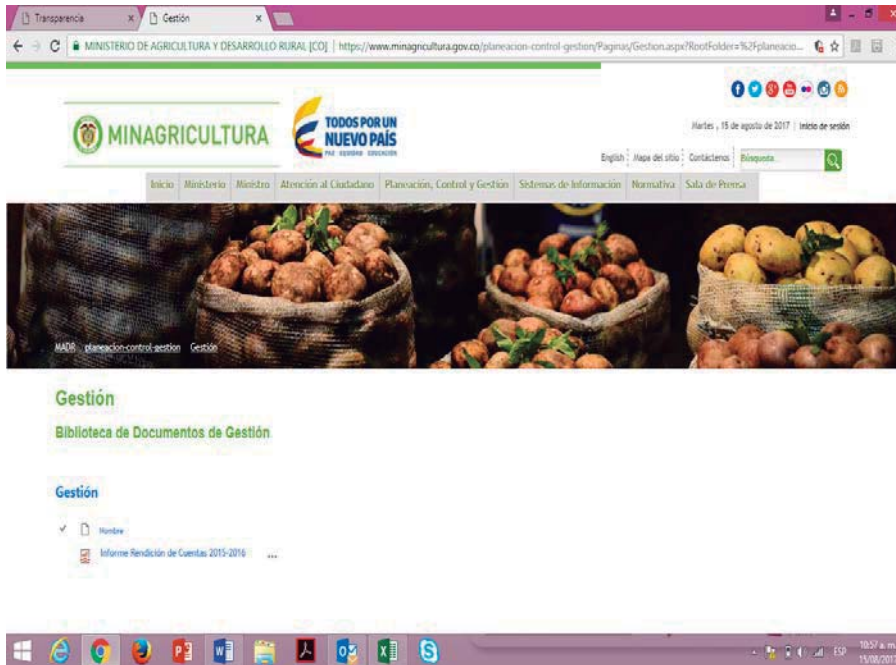 Transparencia
Gestión
MINISTERIO DE AGRICULTURA Y DESARROLLO RURAL [CO] https://www.minagricultura.gov.co/planeacion-control-gestion/Paginas/Gestion.aspx?RootFolder=%2Fplaneacio...
MINAGRICULTURA
TODOS POR UN
NUEVO PAÍS
PAZ EQUIDAD EDUCACIÓN
Martes , 15 de agosto de 2017 | Inicio de sesión
English Mapa del sitio Contáctenos Búsqueda...
Inicio Ministerio Ministro Atención al Ciudadano Planeación, Control y Gestión Sistemas de Información Normativa Sala de Prensa
MADR planeacion-control-gestion Gestión
Gestión
Biblioteca de Documentos de Gestión
Gestión
Nombre
Informe Rendición de Cuentas 2015-2016 ...
ESP
10:57 a.m.